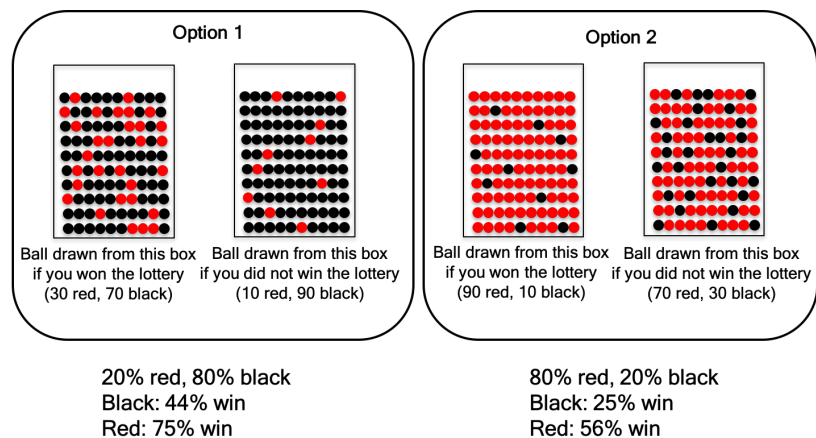 Option 1
Ball drawn from this box
if you won the lottery
(30 red, 70 black)
Ball drawn from this box
if you did not win the lottery
(10 red, 90 black)
Option 2
Ball drawn from this box
if you won the lottery
(90 red, 10 black)
Ball drawn from this box
if you did not win the lottery
(70 red, 30 black)
20% red, 80% black
Black: 44% win
Red: 75% win
80% red, 20% black
Black: 25% win
Red: 56% win